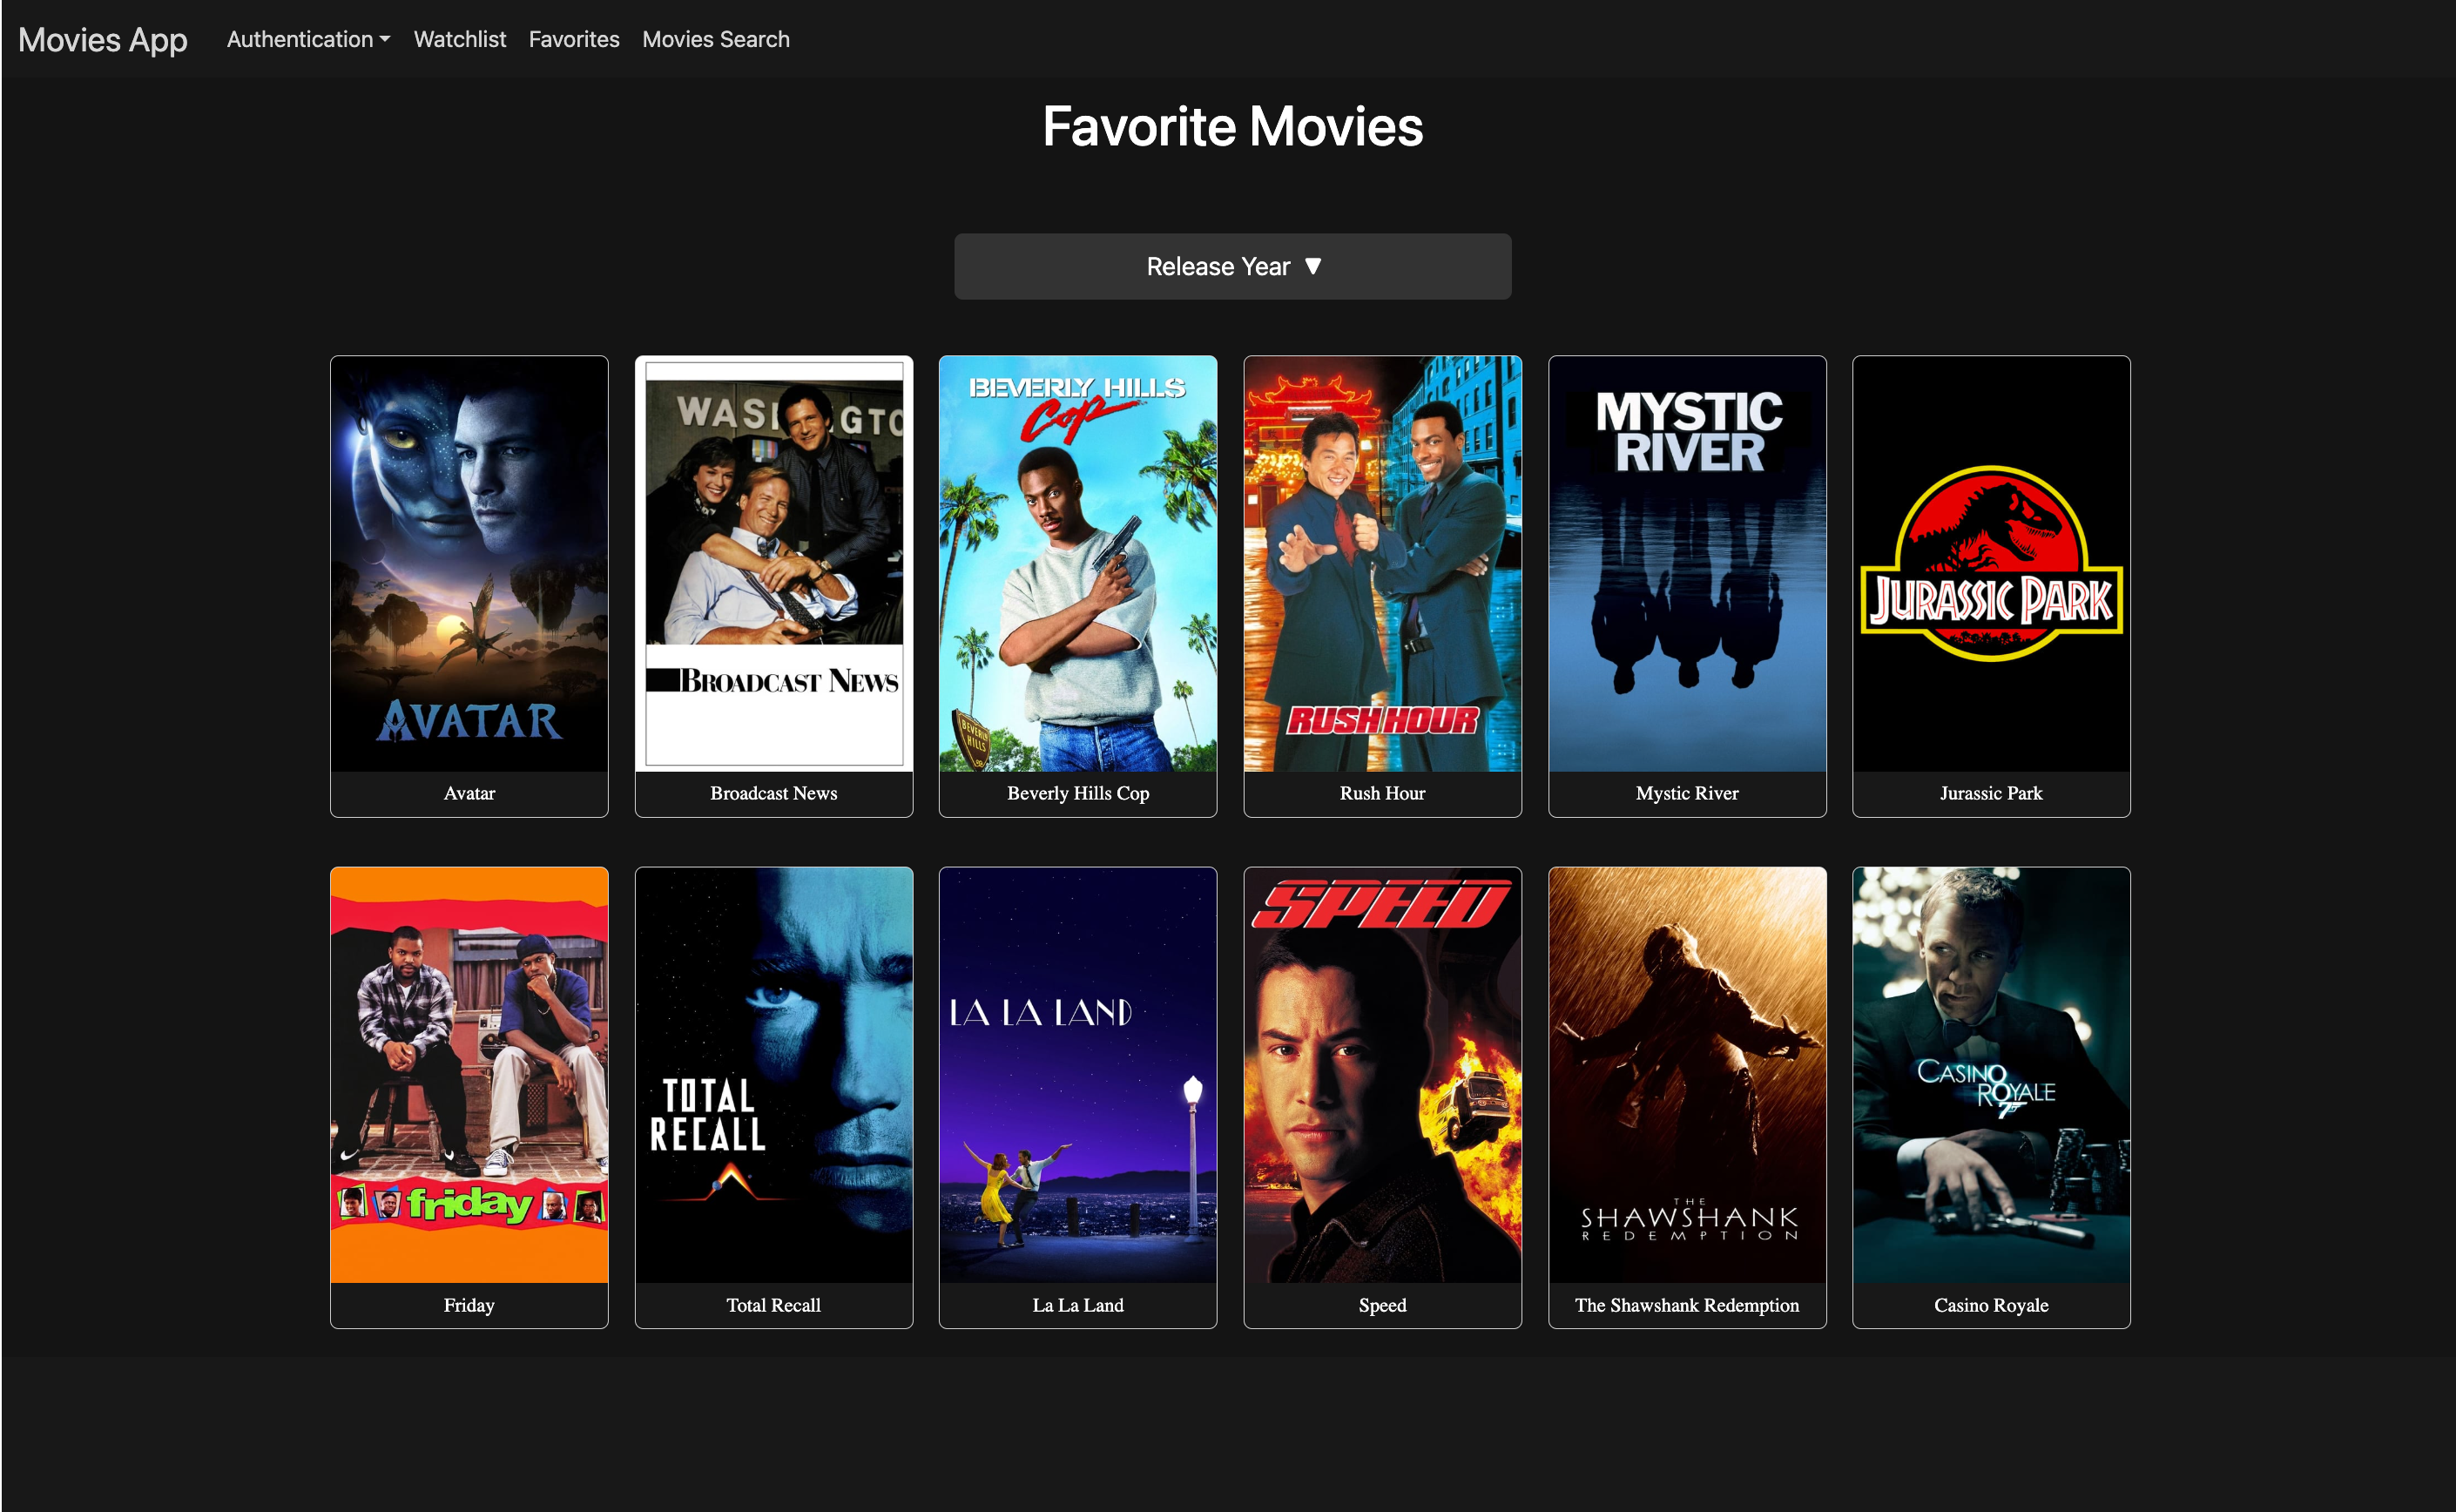 Movies App Authentication Watchlist Favorites Movies Search
Favorite Movies
Release Year ▼
AVATAR
Avatar
WAS GTO
BROADCAST NEWS
Broadcast News
BEVERLY HILLS
Cop
BEVERLY
HILLS
Beverly Hills Cop
RUSH HOUR
Rush Hour
MYSTIC
RIVER
Mystic River
JURASSIC PARK
Jurassic Park
friday
Friday
TOTAL
RECALL
Total Recall
LA LA LAND
La La Land
SPEED
Speed
THE
SHAWSHANK
REDEMPTION
The Shawshank Redemption
CASINO
ROYALE
007
Casino Royale